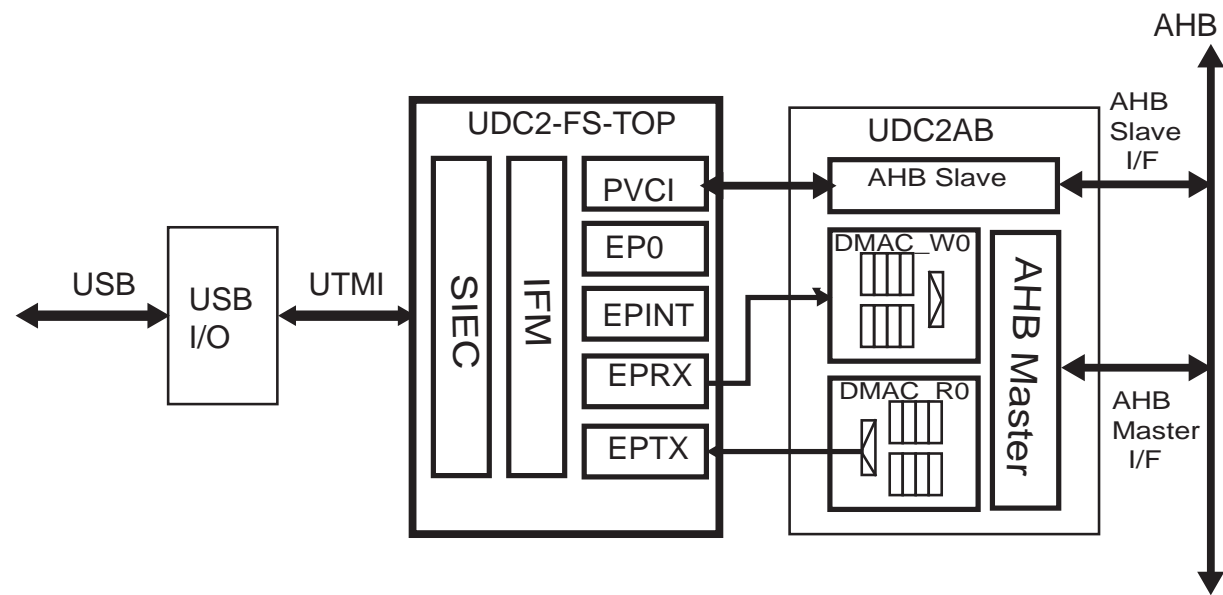 AHB
UDC2-FS-TOP
UDC2AB
AHB
Slave
I/F
PVCI
AHB Slave
EP0
DMAC_W0
USB
USB
I/O
UTMI
SIEC
IFM
EPINT
AHB Master
EPRX
DMAC_R0
EPTX
AHB
Master
I/F